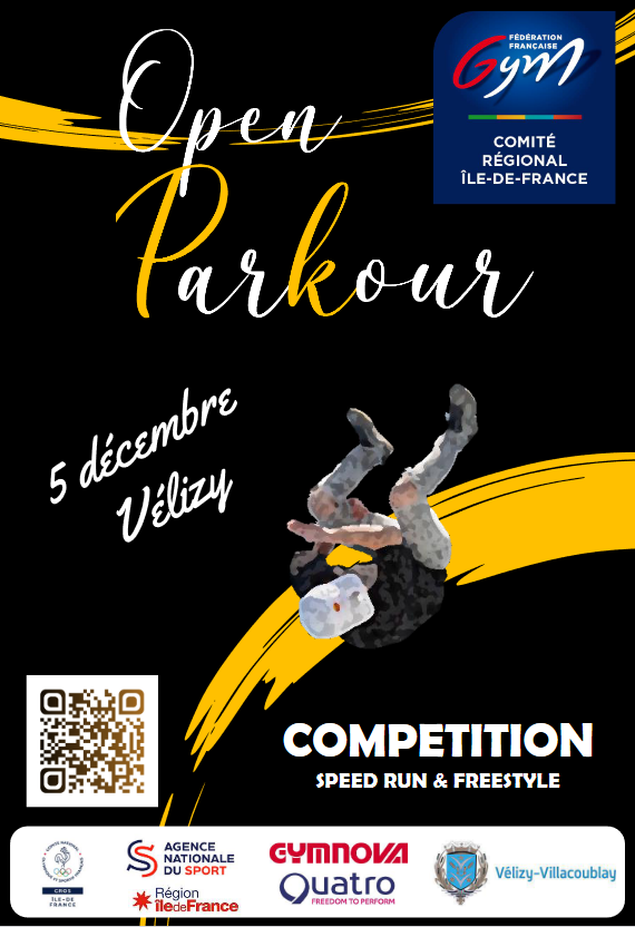 Open
Parkour
FÉDÉRATION
FRANÇAISE
Gym
COMITÉ
RÉGIONAL
ÎLE-DE-FRANCE
5 décembre
Vélizy
COMPETITION
SPEED RUN & FREESTYLE
CROS
ÎLE-DE-
FRANCE
AGENCE
NATIONALE
DU SPORT
Région
îledeFrance
GYMNOVA
Quatro
FREEDOM TO PERFORM
Vélizy-Villacoublay